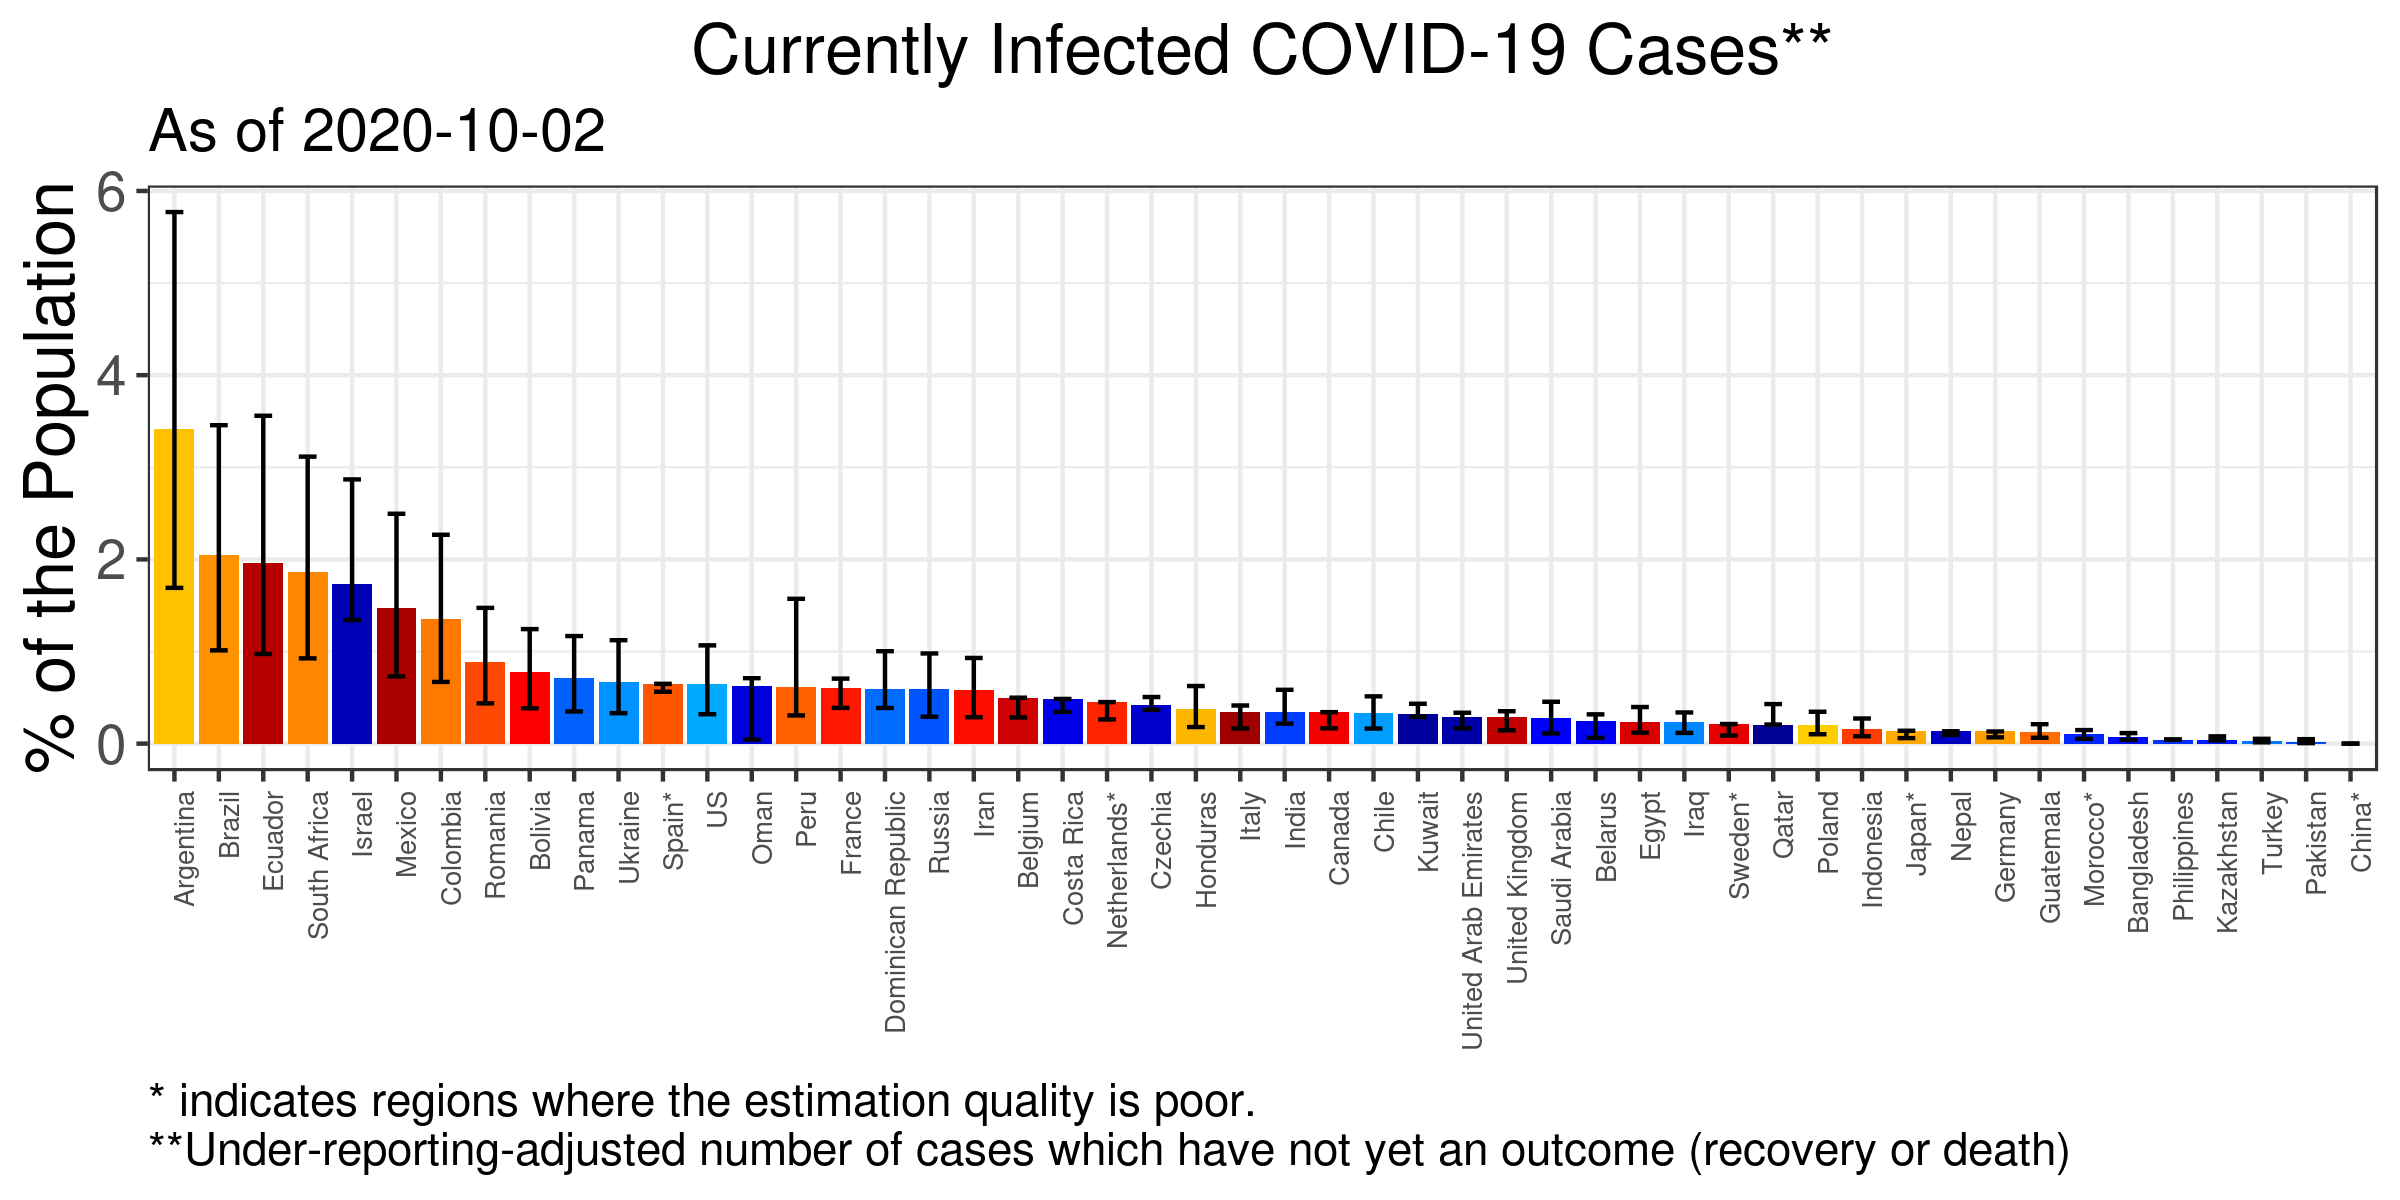 Currently Infected COVID-19 Cases**
As of 2020-10-02
% of the Population
6
4
2
0
Argentina
Brazil
Ecuador
South Africa
Israel
Mexico
Colombia
Romania
Bolivia
Panama
Ukraine
Spain*
US
Oman
Peru
France
Dominican Republic
Russia
Iran
Belgium
Costa Rica
Netherlands*
Czechia
Honduras
Italy
India
Canada
Chile
Kuwait
United Arab Emirates
United Kingdom
Saudi Arabia
Belarus
Egypt
Iraq
Sweden*
Qatar
Poland
Indonesia
Japan*
Nepal
Germany
Guatemala
Morocco*
Bangladesh
Philippines
Kazakhstan
Turkey
Pakistan
China*
* indicates regions where the estimation quality is poor.
**Under-reporting-adjusted number of cases which have not yet an outcome (recovery or death)